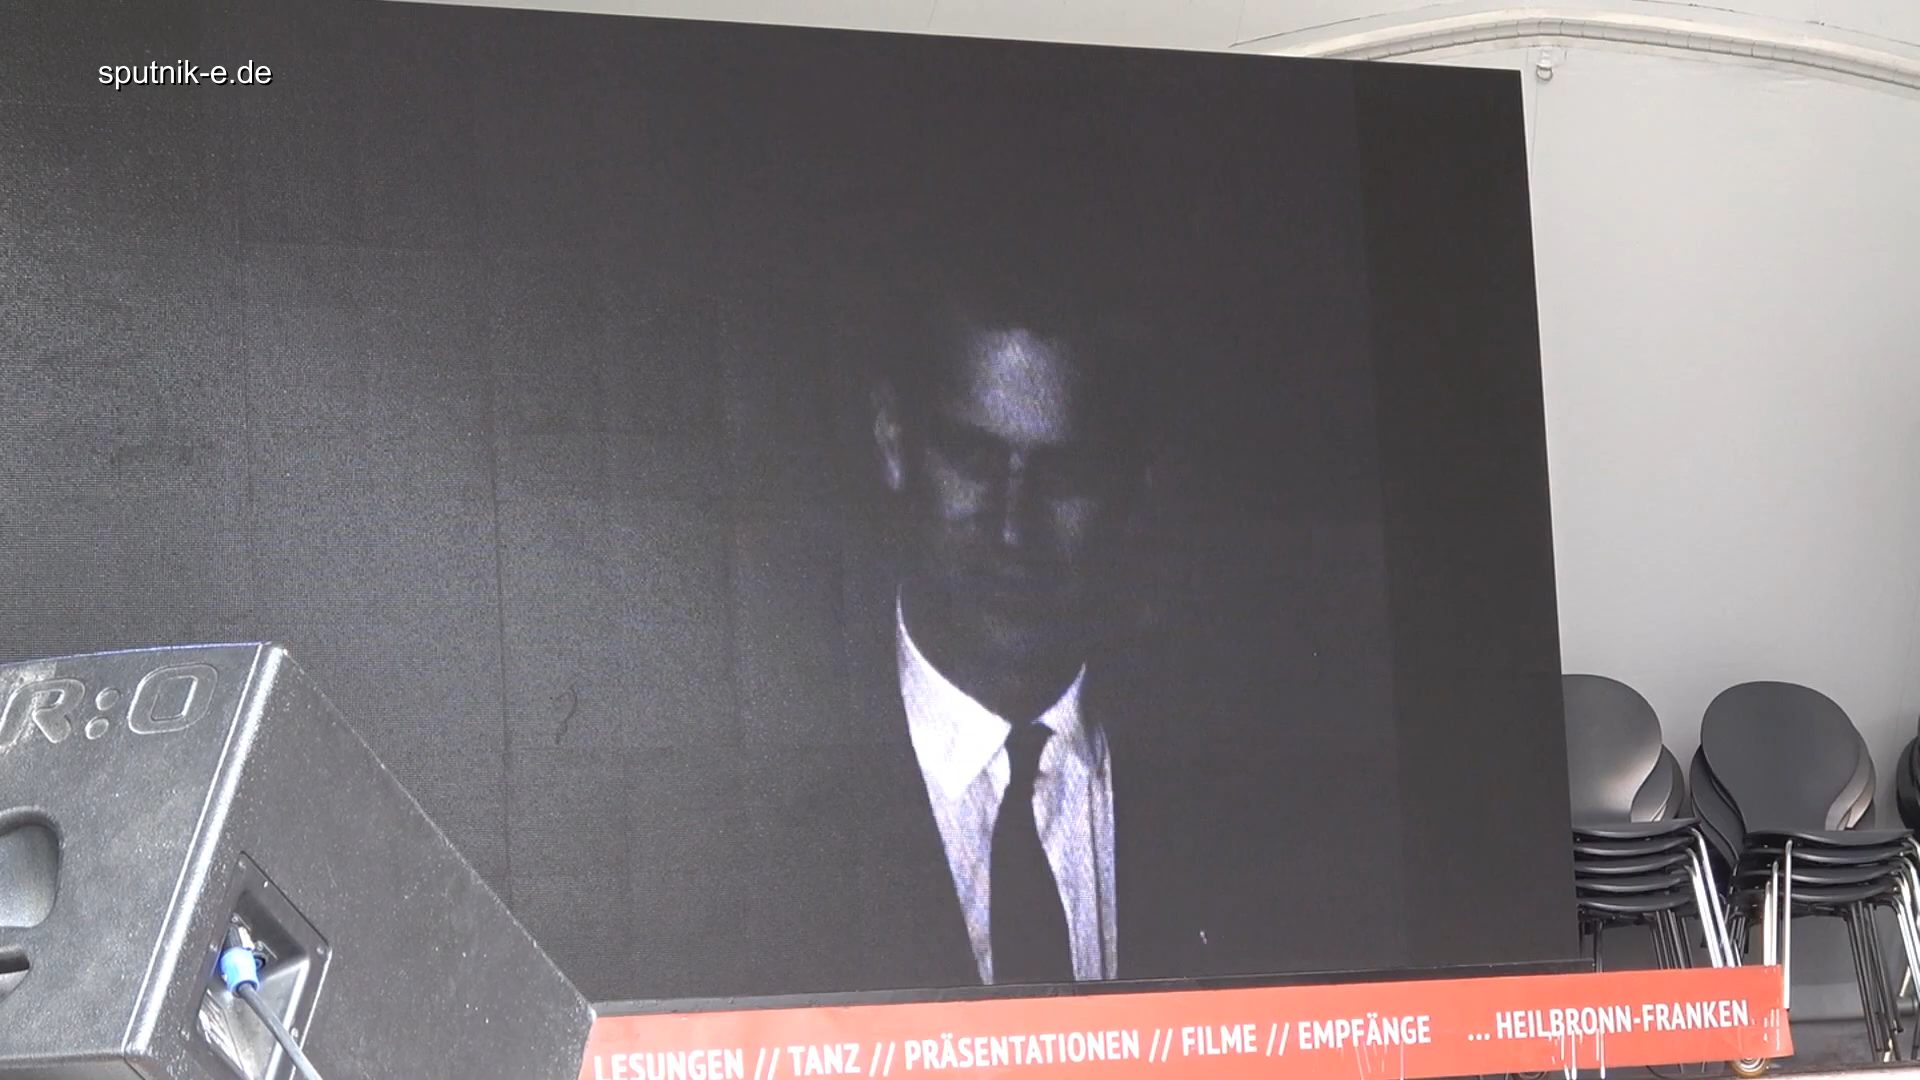 sputnik-e.de
R:O
LESUNGEN // TANZ // PRÄSENTATIONEN // FILME // EMPFÄNGE ... HEILBRONN-FRANKEN